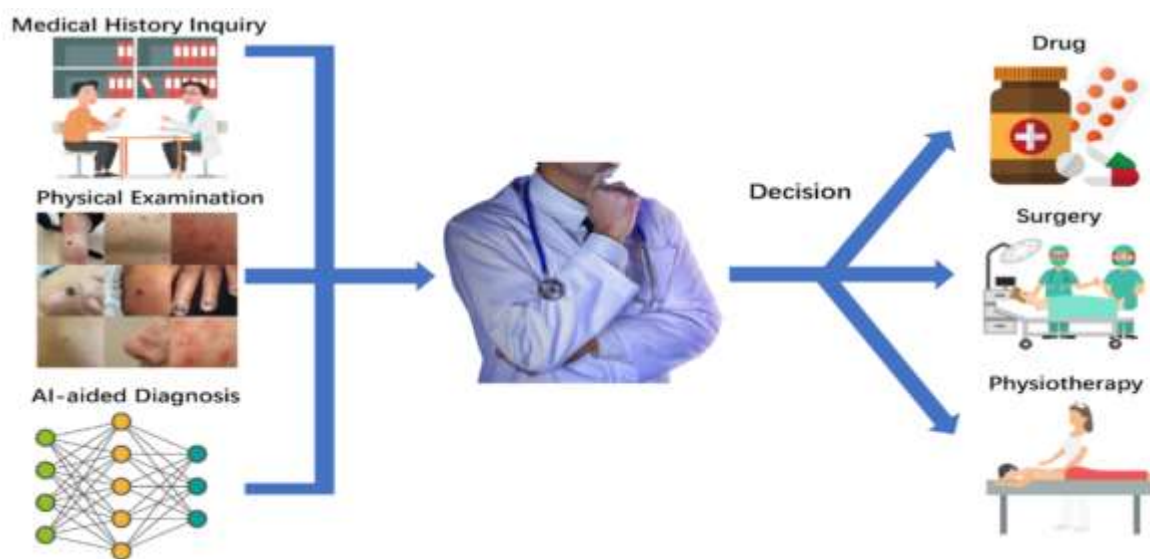 Medical History Inquiry
Physical Examination
AI-aided Diagnosis
Decision
Drug
Surgery
Physiotherapy